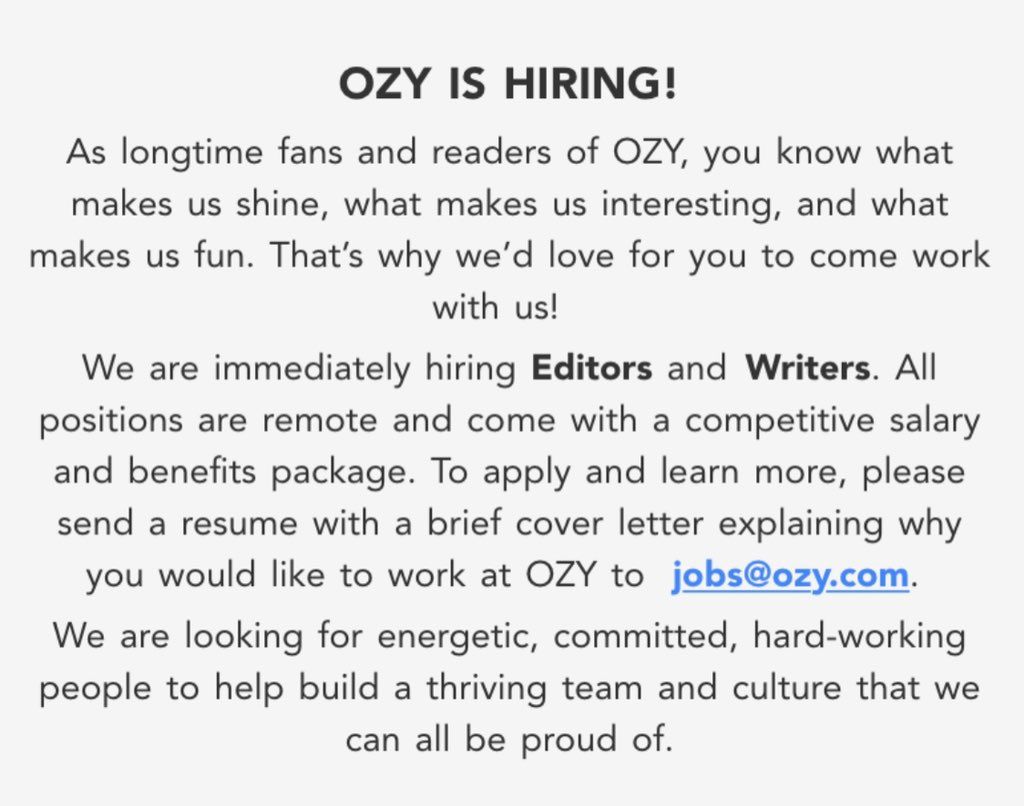 OZY IS HIRING!
As longtime fans and readers of OZY, you know what
makes us shine, what makes us interesting, and what
makes us fun. That’s why we’d love for you to come work
with us!
We are immediately hiring Editors and Writers. All
positions are remote and come with a competitive salary
and benefits package. To apply and learn more, please
send a resume with a brief cover letter explaining why
you would like to work at OZY to jobs@ozy.com.
We are looking for energetic, committed, hard-working
people to help build a thriving team and culture that we
can all be proud of.